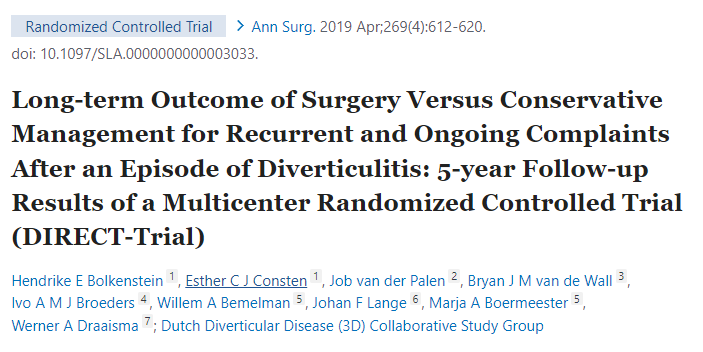 Randomized Controlled Trial > Ann Surg. 2019 Apr;269(4):612-620.
doi: 10.1097/SLA.0000000000003033.
Long-term Outcome of Surgery Versus Conservative
Management for Recurrent and Ongoing Complaints
After an Episode of Diverticulitis: 5-year Follow-up
Results of a Multicenter Randomized Controlled Trial
(DIRECT-Trial)
Hendrike E Bolkenstein 1, Esther C J Consten 1, Job van der Palen 2, Bryan J M van de Wall 3,
Ivo A M J Broeders 4, Willem A Bemelman 5, Johan F Lange 6, Marja A Boermeester 5,
Werner A Draaisma 7; Dutch Diverticular Disease (3D) Collaborative Study Group